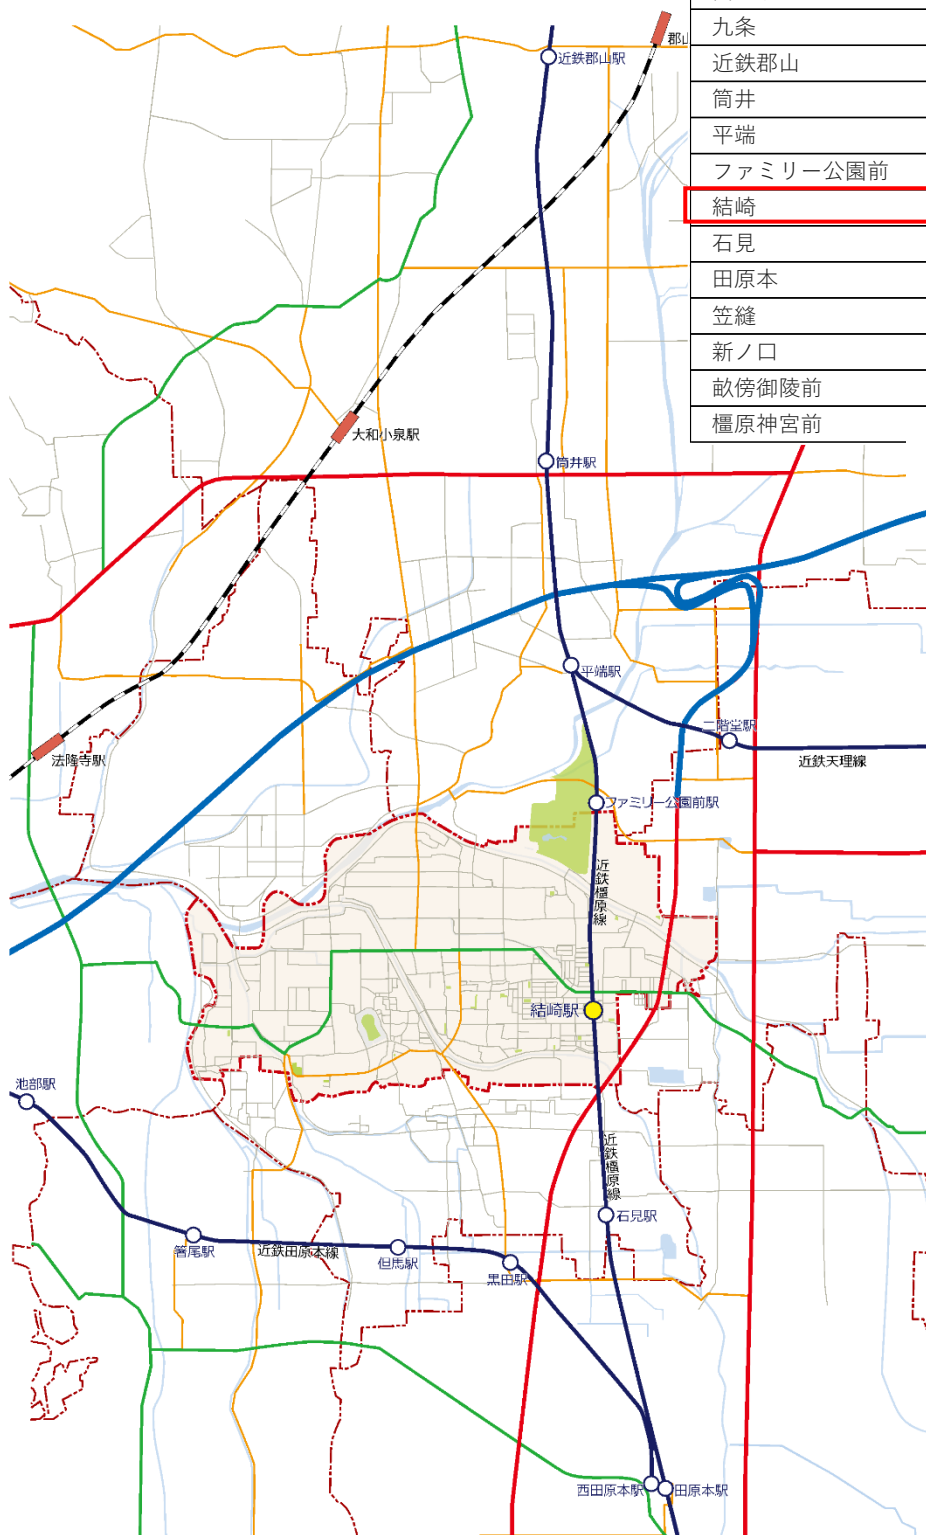 九条
近鉄郡山
筒井
平端
ファミリー公園前
結崎
石見
田原本
笠縫
新ノ口
畝傍御陵前
橿原神宮前
近鉄郡山駅
郡山
大和小泉駅
筒井駅
平端駅
二階堂駅
法隆寺駅
近鉄天理線
ファミリー公園前駅
近鉄橿原線
結崎駅
池部駅
近鉄橿原線
石見駅
箸尾駅
近鉄田原本線
但馬駅
黒田駅
西田原本駅
田原本駅